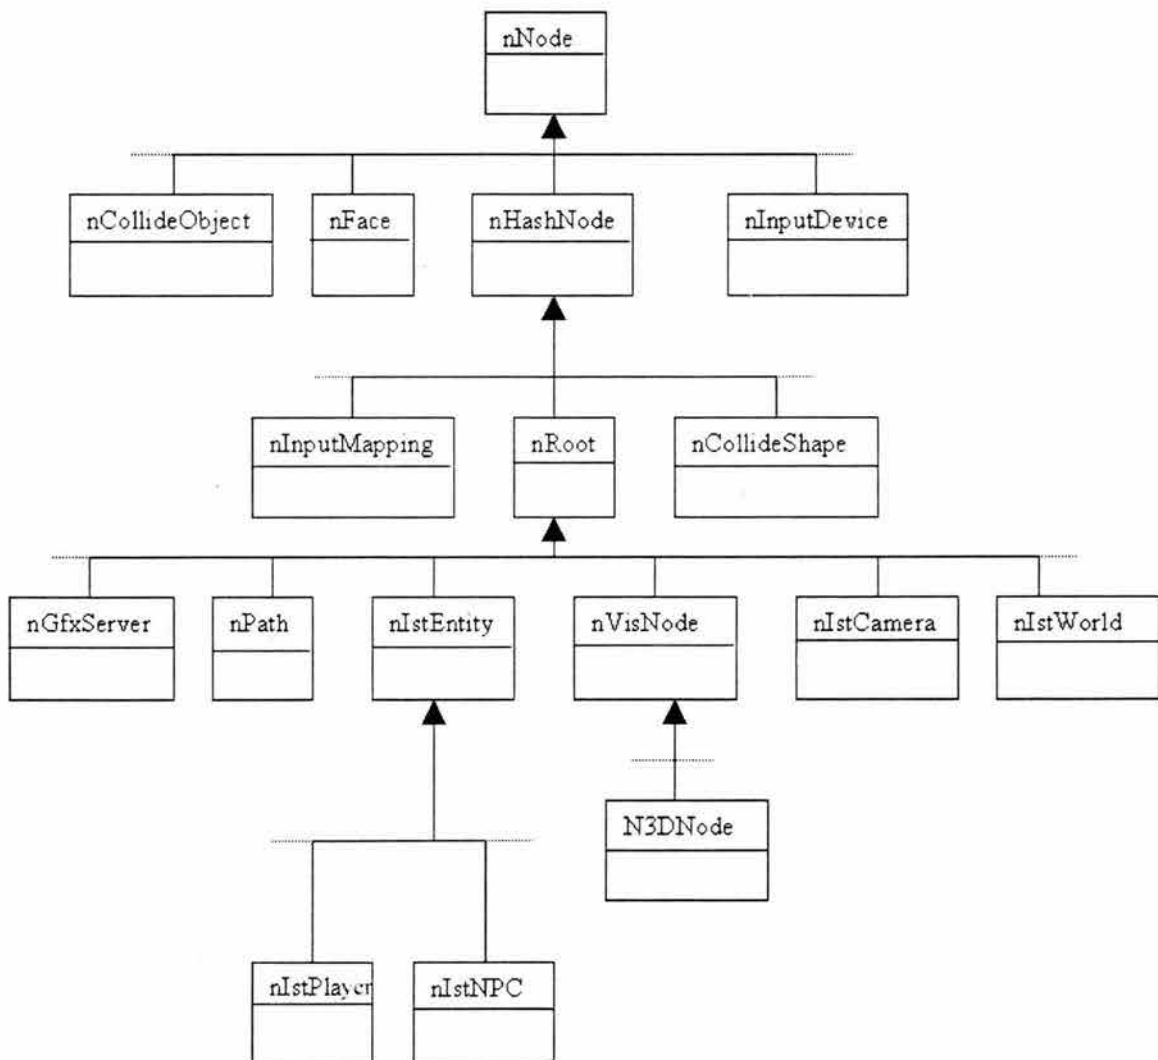 nNode
nCollideObject
nFace
nHashNode
nInputDevice
nInputMapping
nRoot
nCollideShape
nGfxServer
nPath
nIstEntity
nVisNode
nIstCamera
nIstWorld
N3DNode
nIstPlayer
nIstNPC